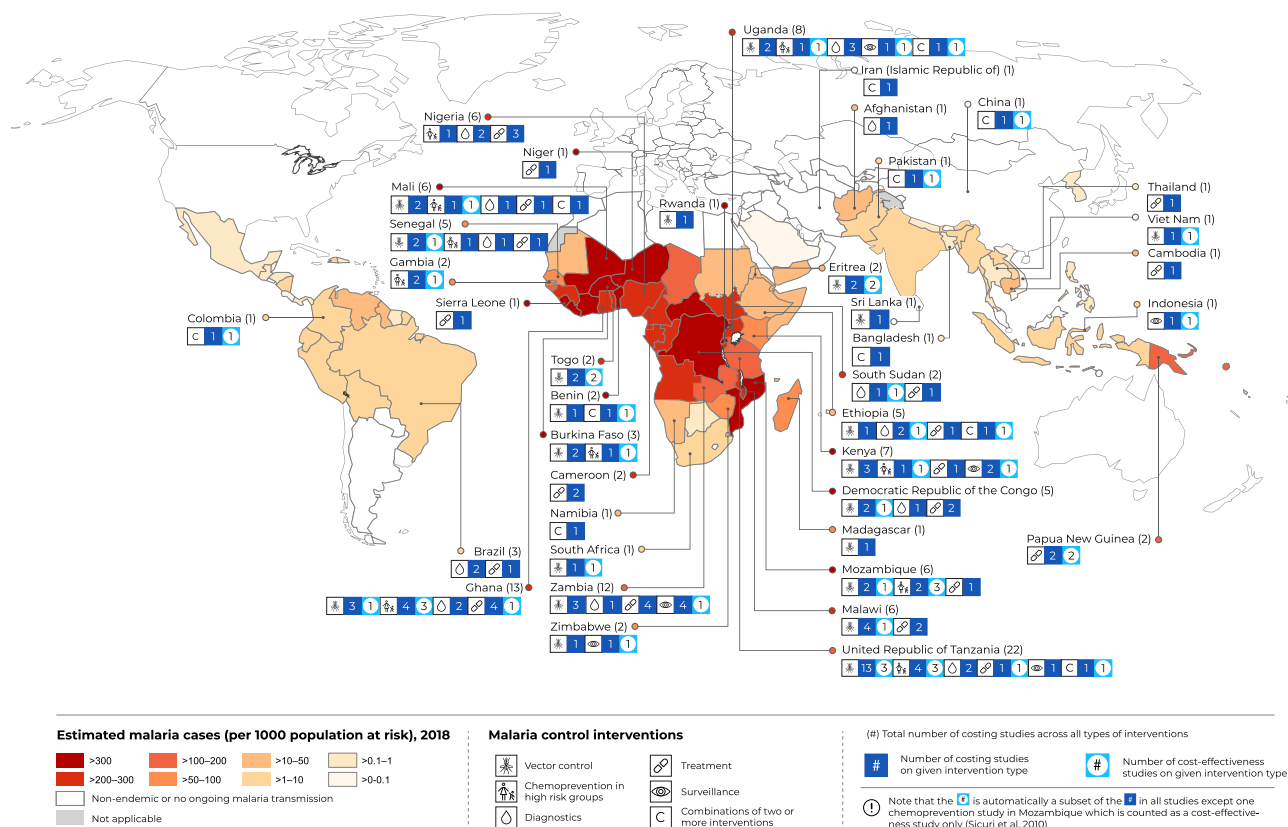 Uganda (8)
2 1 1 3 1 1 C 1 1
Iran (Islamic Republic of) (1)
C 1
Afghanistan (1)
1
China (1)
C 1 1
Pakistan (1)
C 1 1
Nigeria (6)
1 2 3
Niger (1)
1
Mali (6)
2 1 1 1 1 C 1
Senegal (5)
2 1 1 1 1
Gambia (2)
2 1
Sierra Leone (1)
1
Rwanda (1)
1
Thailand (1)
1
Viet Nam (1)
1 1
Cambodia (1)
1
Indonesia (1)
1 1
Colombia (1)
C 1 1
Eritrea (2)
2 2
Sri Lanka (1)
1
Bangladesh (1)
C 1
South Sudan (2)
1 1 1
Togo (2)
2 2
Benin (2)
1 C 1 1
Burkina Faso (3)
2 1 1
Cameroon (2)
2
Namibia (1)
C 1
South Africa (1)
1 1
Zambia (12)
3 1 4 4 1
Zimbabwe (2)
1 1 1
Brazil (3)
2 1
Ghana (13)
3 1 4 3 2 4 1
Ethiopia (5)
1 2 1 1 C 1 1
Kenya (7)
3 1 1 1 2 1
Democratic Republic of the Congo (5)
2 1 1 2
Madagascar (1)
1
Mozambique (6)
2 1 2 3 1
Malawi (6)
4 1 2
United Republic of Tanzania (22)
13 3 4 3 2 1 1 1 C 1 1
Papua New Guinea (2)
2 2
Estimated malaria cases (per 1000 population at risk), 2018
>300 >100–200 >10–50 >0.1–1
>200–300 >50–100 >1–10 >0-0.1
Non-endemic or no ongoing malaria transmission
Not applicable
Malaria control interventions
Vector control
Chemoprevention in
high risk groups
Diagnostics
Treatment
Surveillance
C Combinations of two or
more interventions
(#) Total number of costing studies across all types of interventions
# Number of costing studies
on given intervention type
# Number of cost-effectiveness
studies on given intervention type
! Note that the # is automatically a subset of the # in all studies except one
chemoprevention study in Mozambique which is counted as a cost-effective-
ness study only (Sicuri et al. 2010)